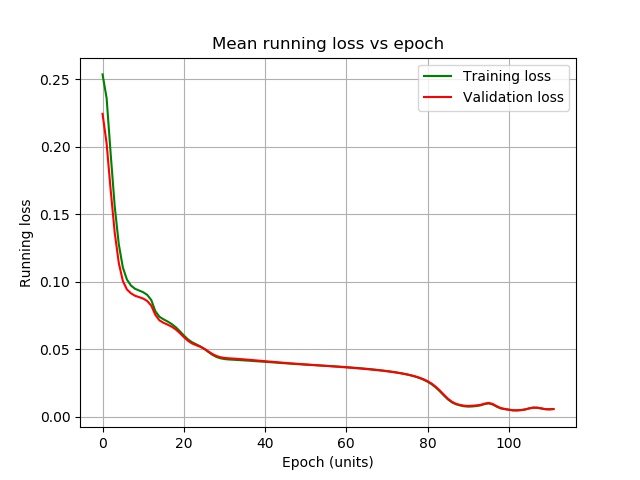 Mean running loss vs epoch
Training loss
Validation loss
0.25
0.20
0.15
0.10
0.05
0.00
Running loss
0 20 40 60 80 100
Epoch (units)